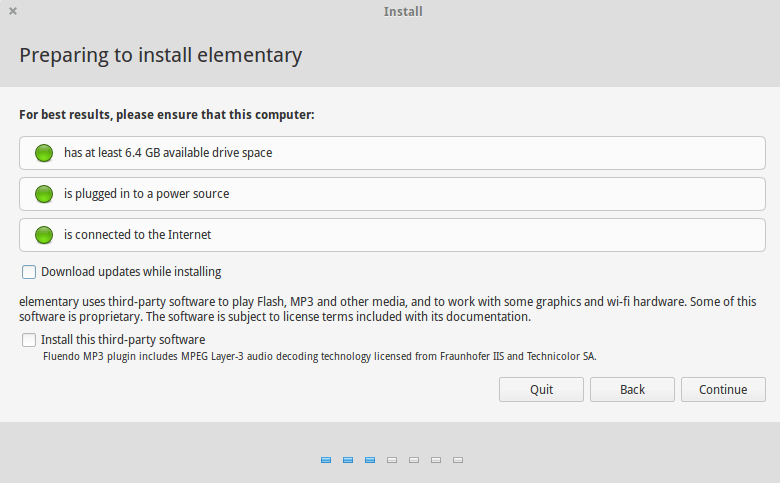 Install
Preparing to install elementary
For best results, please ensure that this computer:
has at least 6.4 GB available drive space
is plugged in to a power source
is connected to the Internet
Download updates while installing
elementary uses third-party software to play Flash, MP3 and other media, and to work with some graphics and wi-fi hardware. Some of this
software is proprietary. The software is subject to license terms included with its documentation.
Install this third-party software
Fluendo MP3 plugin includes MPEG Layer-3 audio decoding technology licensed from Fraunhofer IIS and Technicolor SA.
Quit Back Continue